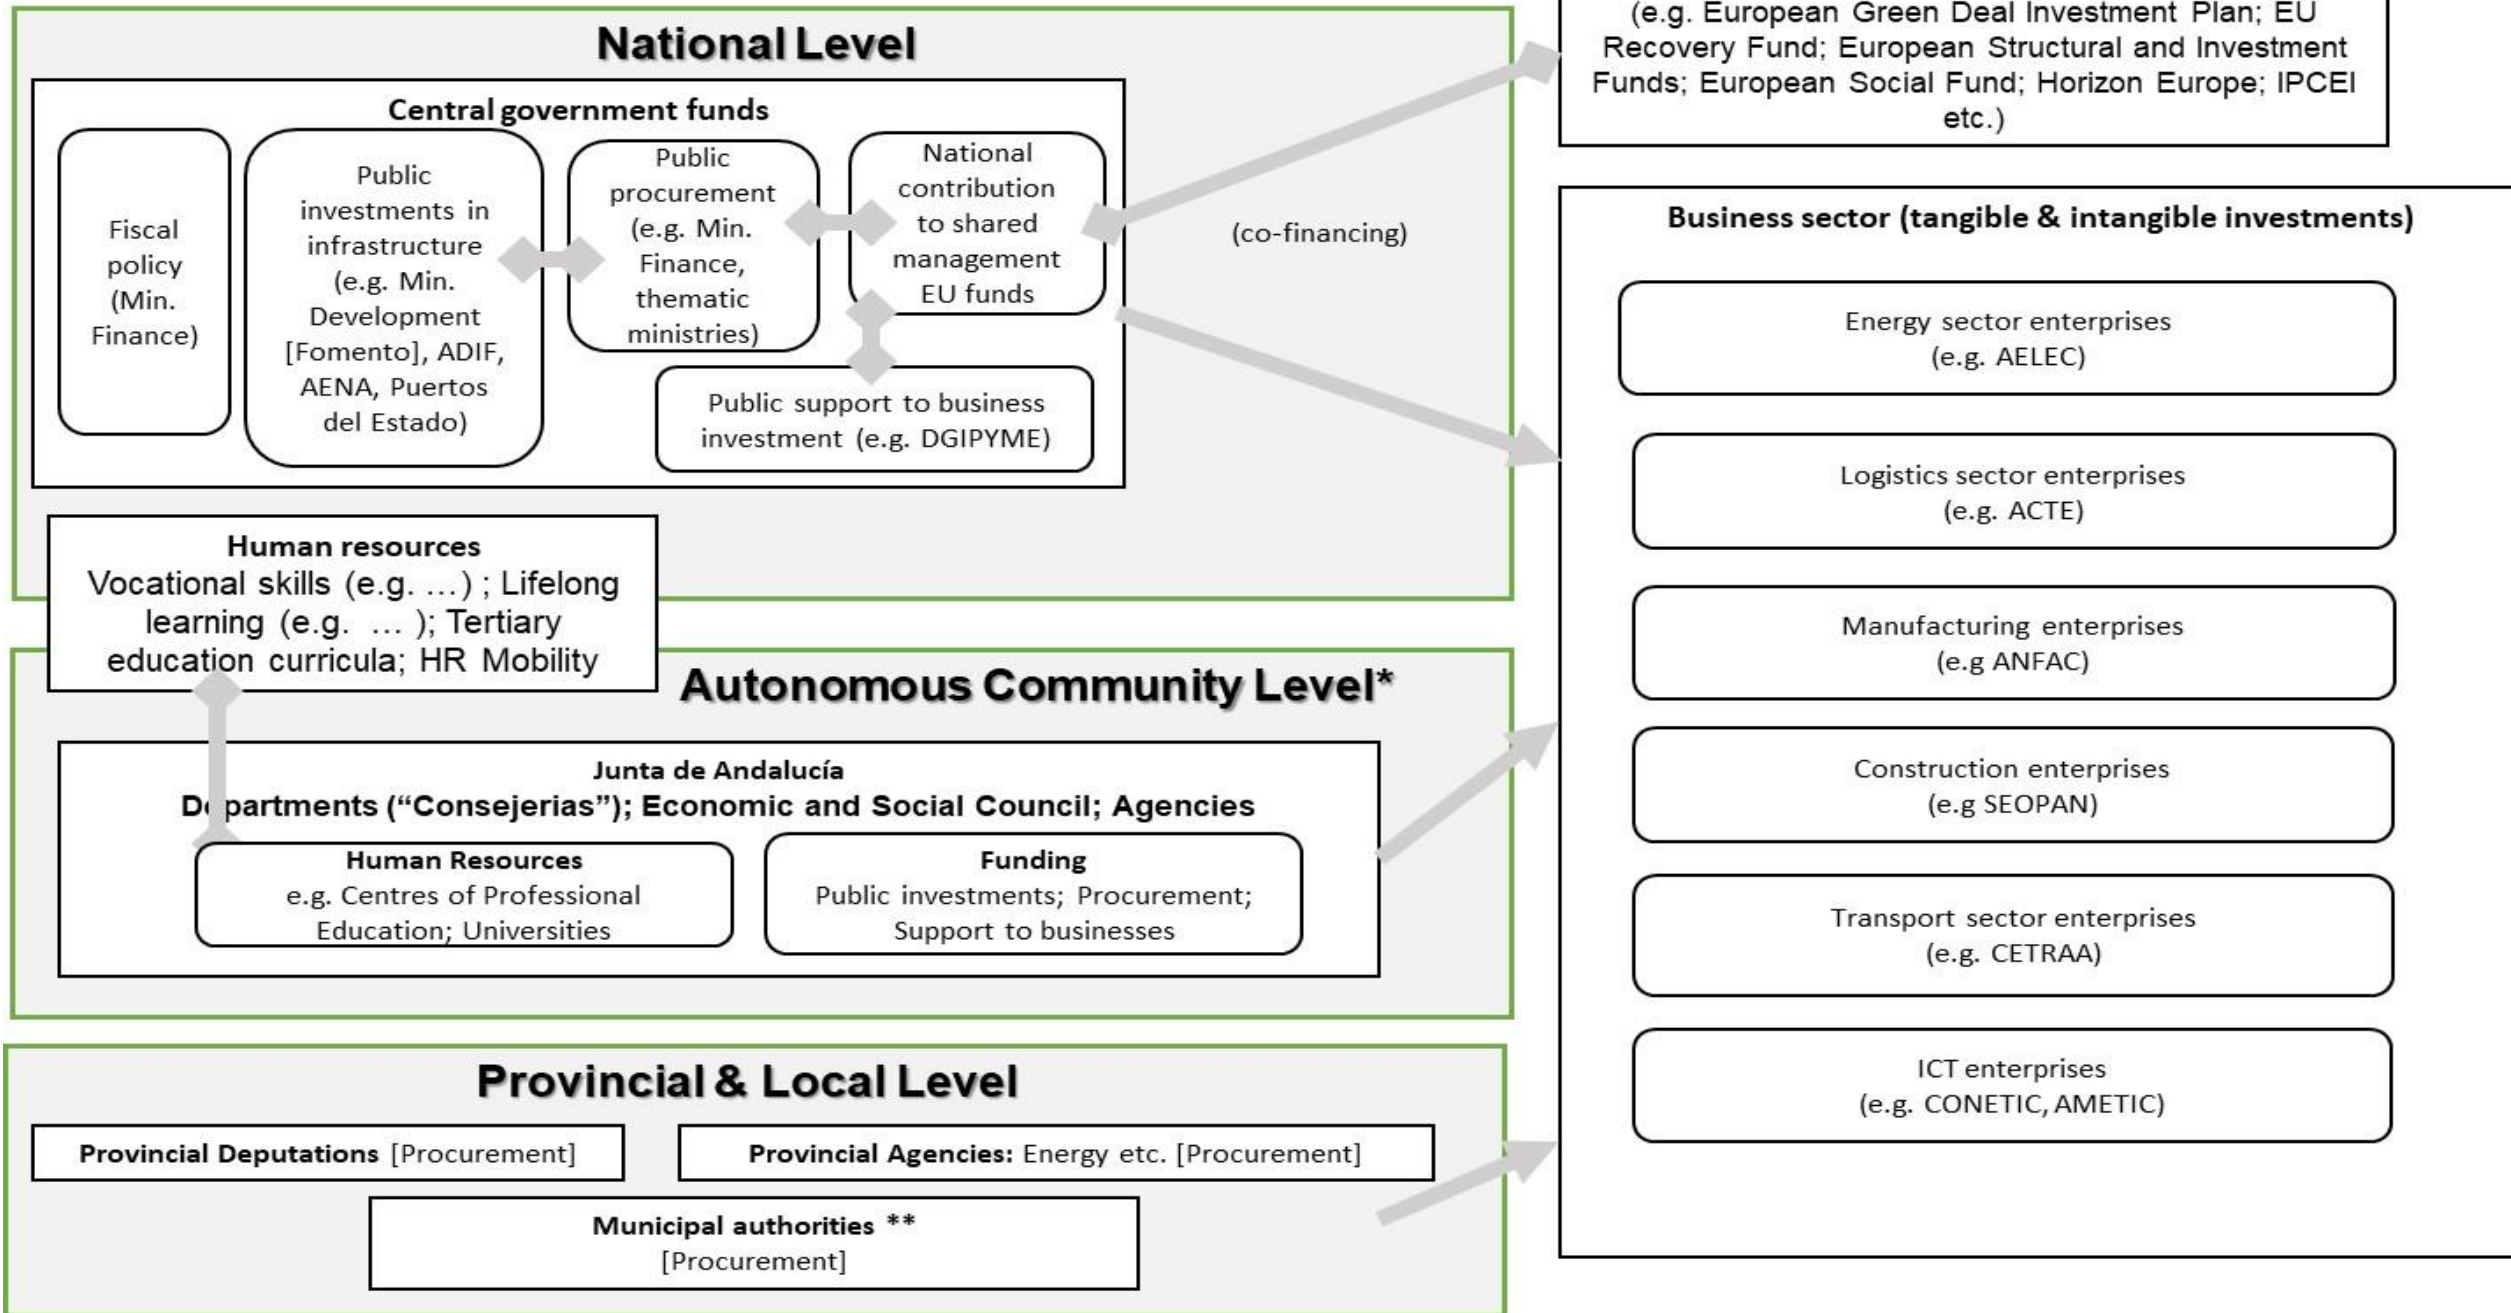 National Level
Central government funds
Fiscal
policy
(Min.
Finance)
Public
investments in
infrastructure
(e.g. Min.
Development
[Fomento], ADIF,
AENA, Puertos
del Estado)
Public
procurement
(e.g. Min.
Finance,
thematic
ministries)
National
contribution
to shared
management
EU funds
Public support to business
investment (e.g. DGIPYME)
(co-financing)
(e.g. European Green Deal Investment Plan; EU
Recovery Fund; European Structural and Investment
Funds; European Social Fund; Horizon Europe; IPCEI
etc.)
Human resources
Vocational skills (e.g. ...) ; Lifelong
learning (e.g. ... ); Tertiary
education curricula; HR Mobility
Autonomous Community Level*
Junta de Andalucía
Departments (“Consejerias”); Economic and Social Council; Agencies
Human Resources
e.g. Centres of Professional
Education; Universities
Funding
Public investments; Procurement;
Support to businesses
Provincial & Local Level
Provincial Deputations [Procurement]
Provincial Agencies: Energy etc. [Procurement]
Municipal authorities **
[Procurement]
Business sector (tangible & intangible investments)
Energy sector enterprises
(e.g. AELEC)
Logistics sector enterprises
(e.g. ACTE)
Manufacturing enterprises
(e.g ANFAC)
Construction enterprises
(e.g SEOPAN)
Transport sector enterprises
(e.g. CETRAA)
ICT enterprises
(e.g. CONETIC, AMETIC)